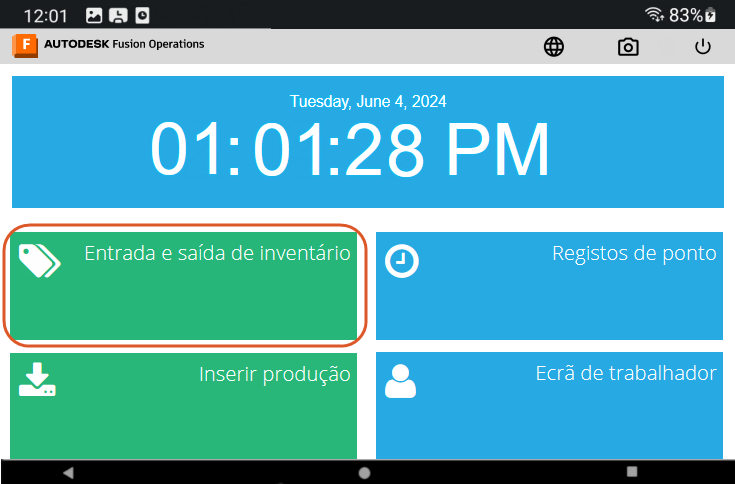 12:01
83%
F AUTODESK Fusion Operations
Tuesday, June 4, 2024
01:01:28 PM
Entrada e saída de inventário
Registos de ponto
Inserir produção
Ecrã de trabalhador